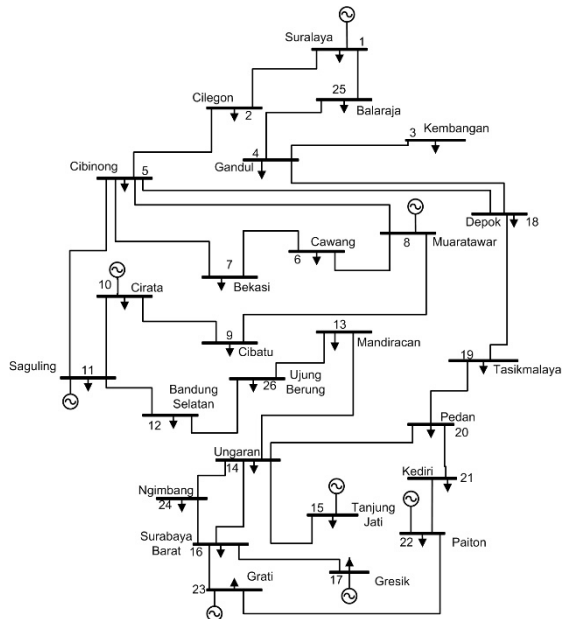 Suralaya
1
Cilegon
2
25
Balaraja
3
Kembangan
4
Gandul
Cibinong
5
Depok
18
8
Muaratawar
Cawang
6
7
Bekasi
10
Cirata
9
Cibatu
13
Mandiracan
Saguling
11
Bandung
Selatan
12
Ujung
Berung
26
19
Tasikmalaya
Pedan
20
Ungaran
14
Kediri
21
Ngimbang
24
15
Tanjung
Jati
22
Paiton
Surabaya
Barat
16
17
Gresik
Grati
23